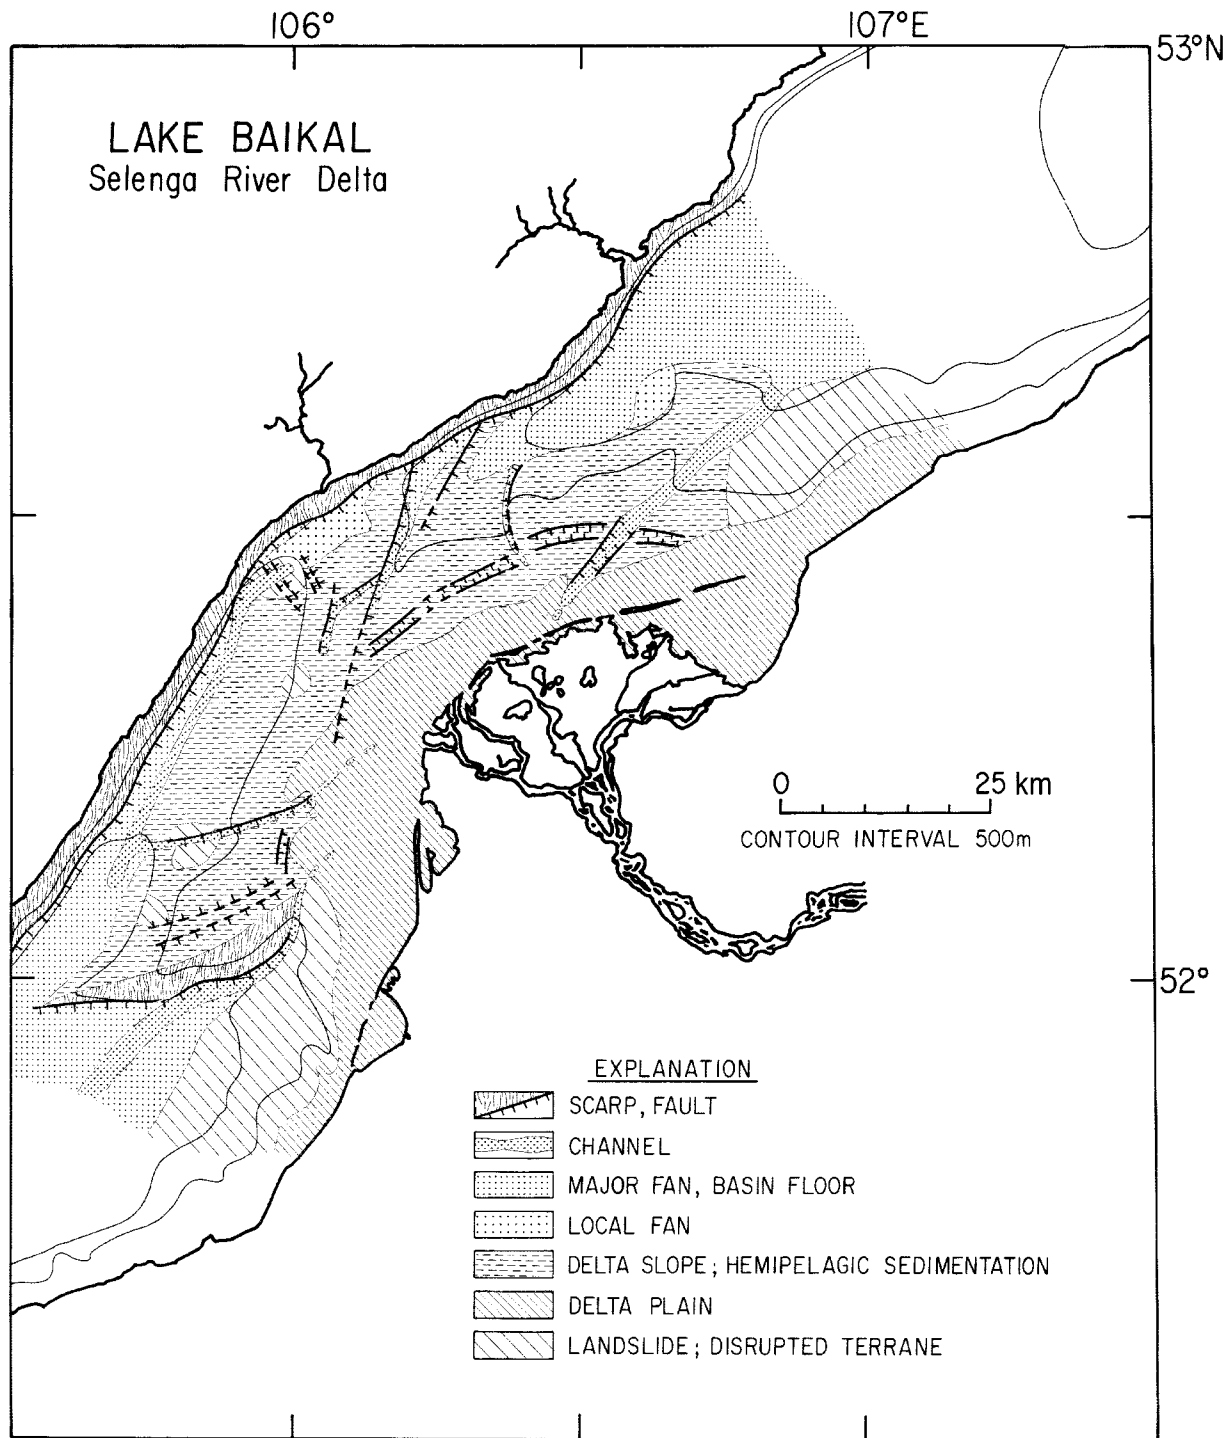 106°
107°E
53°N
LAKE BAIKAL
Selenga River Delta
0 25 km
CONTOUR INTERVAL 500m
52°
EXPLANATION
SCARP, FAULT
CHANNEL
MAJOR FAN, BASIN FLOOR
LOCAL FAN
DELTA SLOPE; HEMIPELAGIC SEDIMENTATION
DELTA PLAIN
LANDSLIDE; DISRUPTED TERRANE